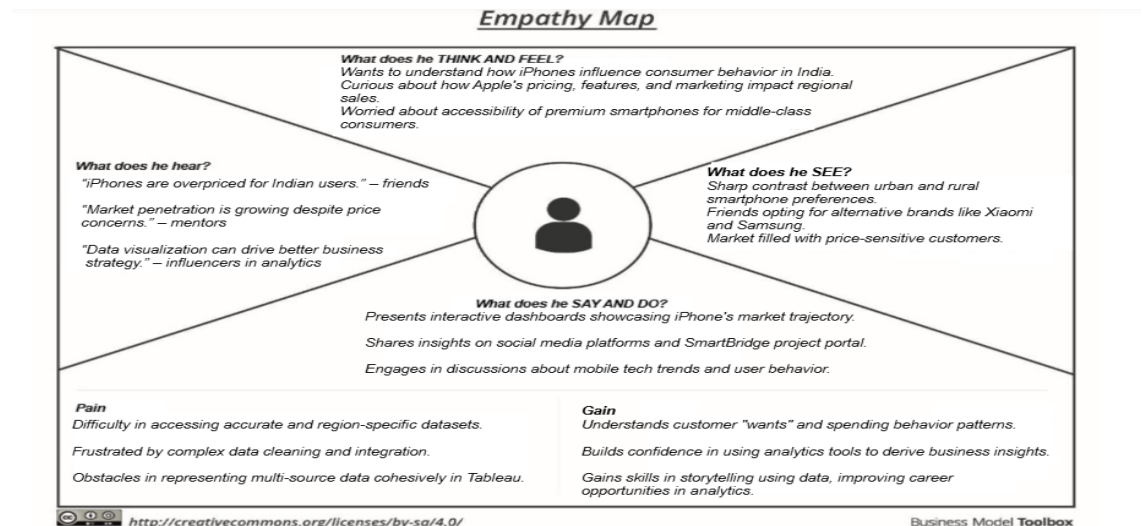 Empathy Map
What does he THINK AND FEEL?
Wants to understand how iPhones influence consumer behavior in India.
Curious about how Apple's pricing, features, and marketing impact regional
sales.
Worried about accessibility of premium smartphones for middle-class
consumers.
What does he hear?
"iPhones are overpriced for Indian users." – friends
"Market penetration is growing despite price
concerns." – mentors
"Data visualization can drive better business
strategy." – influencers in analytics
What does he SEE?
Sharp contrast between urban and rural
smartphone preferences.
Friends opting for alternative brands like Xiaomi
and Samsung.
Market filled with price-sensitive customers.
What does he SAY AND DO?
Presents interactive dashboards showcasing iPhone's market trajectory.
Shares insights on social media platforms and SmartBridge project portal.
Engages in discussions about mobile tech trends and user behavior.
Pain
Difficulty in accessing accurate and region-specific datasets.
Frustrated by complex data cleaning and integration.
Obstacles in representing multi-source data cohesively in Tableau.
Gain
Understands customer "wants" and spending behavior patterns.
Builds confidence in using analytics tools to derive business insights.
Gains skills in storytelling using data, improving career
opportunities in analytics.
http://creativecommons.org/licenses/by-sa/4.0/
Business Model Toolbox